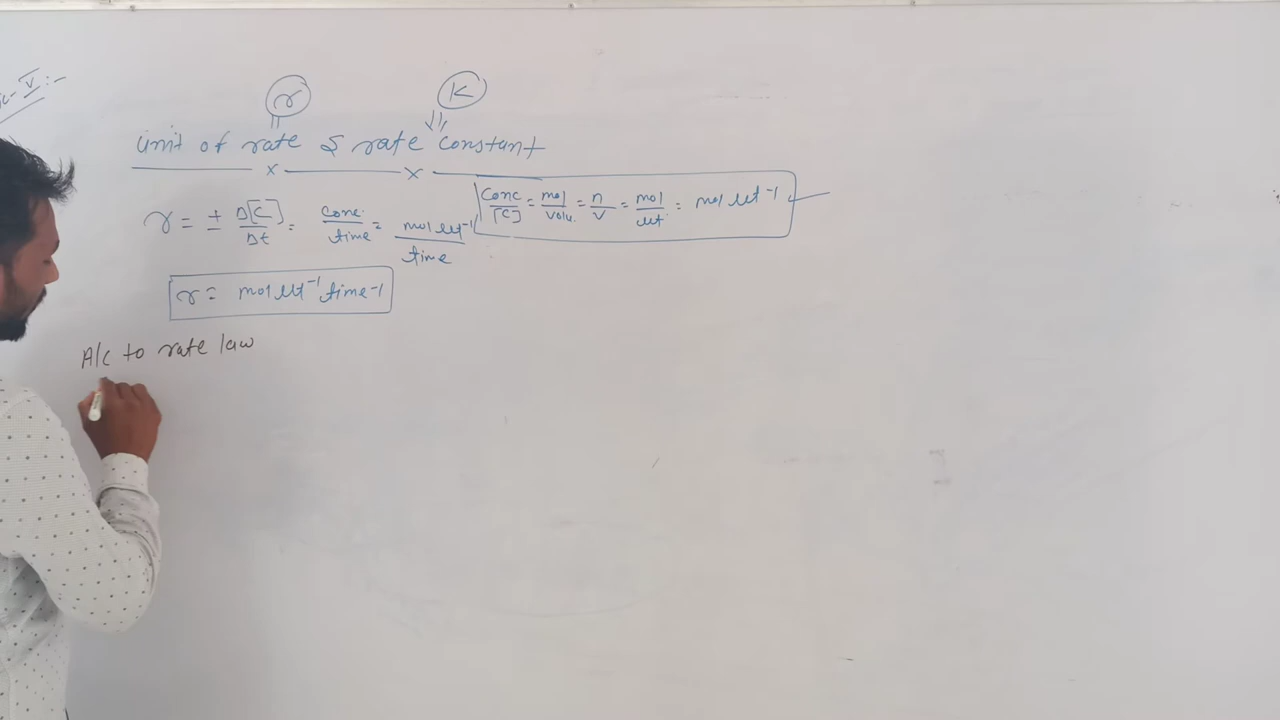 V :-
r
K
Unit of rate & rate constant
r = ± Δ[C]/Δt = Conc./time = mol lit⁻¹/time
Conc/[C] = mol/Volu. = n/V = mol/lit. = mol lit⁻¹
r = mol lit⁻¹ time⁻¹
A/c to rate law